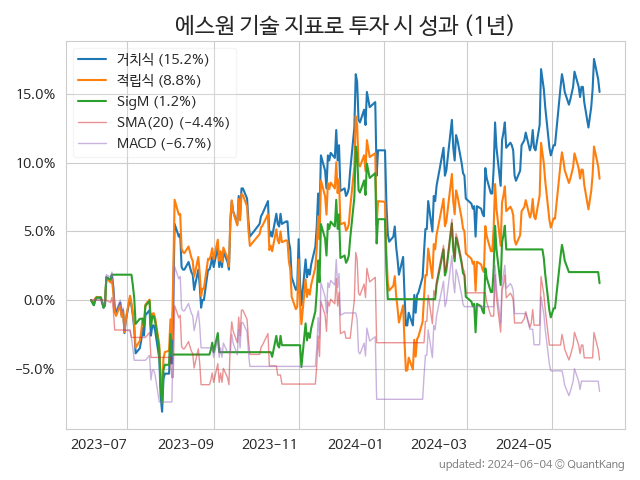 에스원 기술 지표로 투자 시 성과 (1년)
거치식 (15.2%)
적립식 (8.8%)
SigM (1.2%)
SMA(20) (−4.4%)
MACD (−6.7%)
15.0%
10.0%
5.0%
0.0%
−5.0%
2023-07 2023-09 2023-11 2024-01 2024-03 2024-05
updated: 2024-06-04 © QuantKang